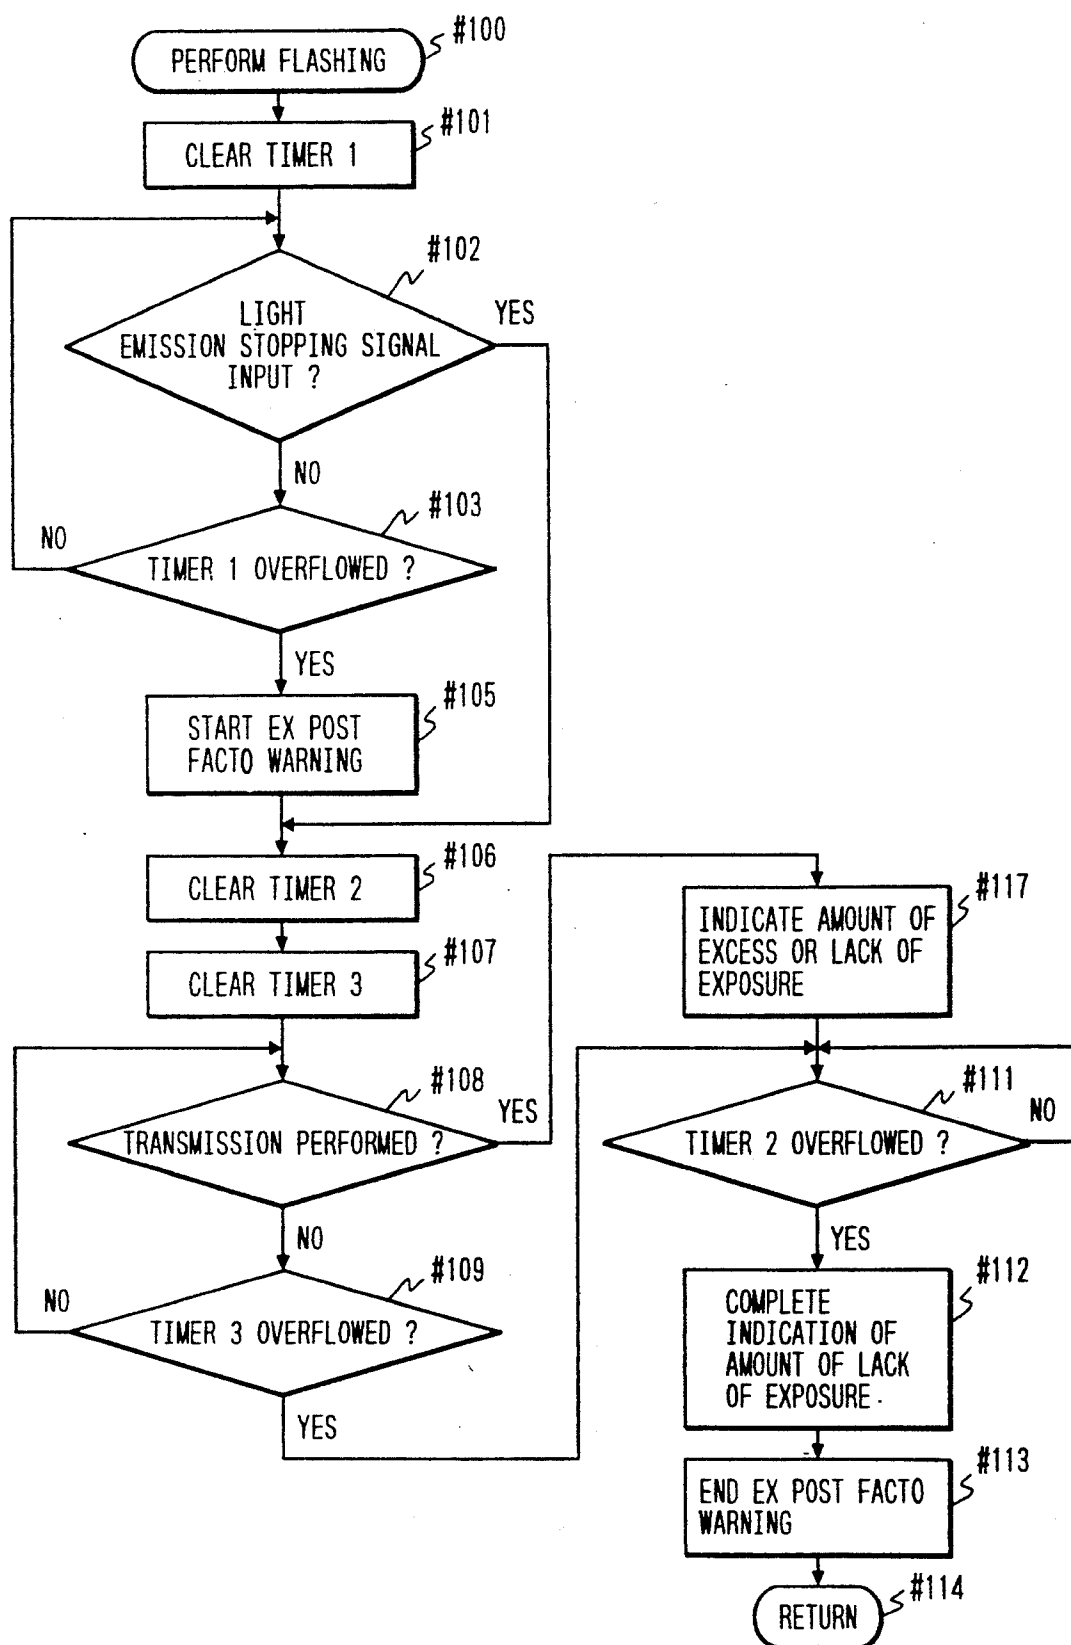 #100
PERFORM FLASHING
#101
CLEAR TIMER 1
#102
LIGHT
EMISSION STOPPING SIGNAL
INPUT ?
YES
NO
#103
TIMER 1 OVERFLOWED ?
NO
YES
#105
START EX POST
FACTO WARNING
#106
CLEAR TIMER 2
#107
CLEAR TIMER 3
#108
TRANSMISSION PERFORMED ?
YES
NO
#109
TIMER 3 OVERFLOWED ?
NO
YES
#117
INDICATE AMOUNT OF
EXCESS OR LACK OF
EXPOSURE
#111
TIMER 2 OVERFLOWED ?
NO
YES
#112
COMPLETE
INDICATION OF
AMOUNT OF LACK
OF EXPOSURE
#113
END EX POST FACTO
WARNING
#114
RETURN